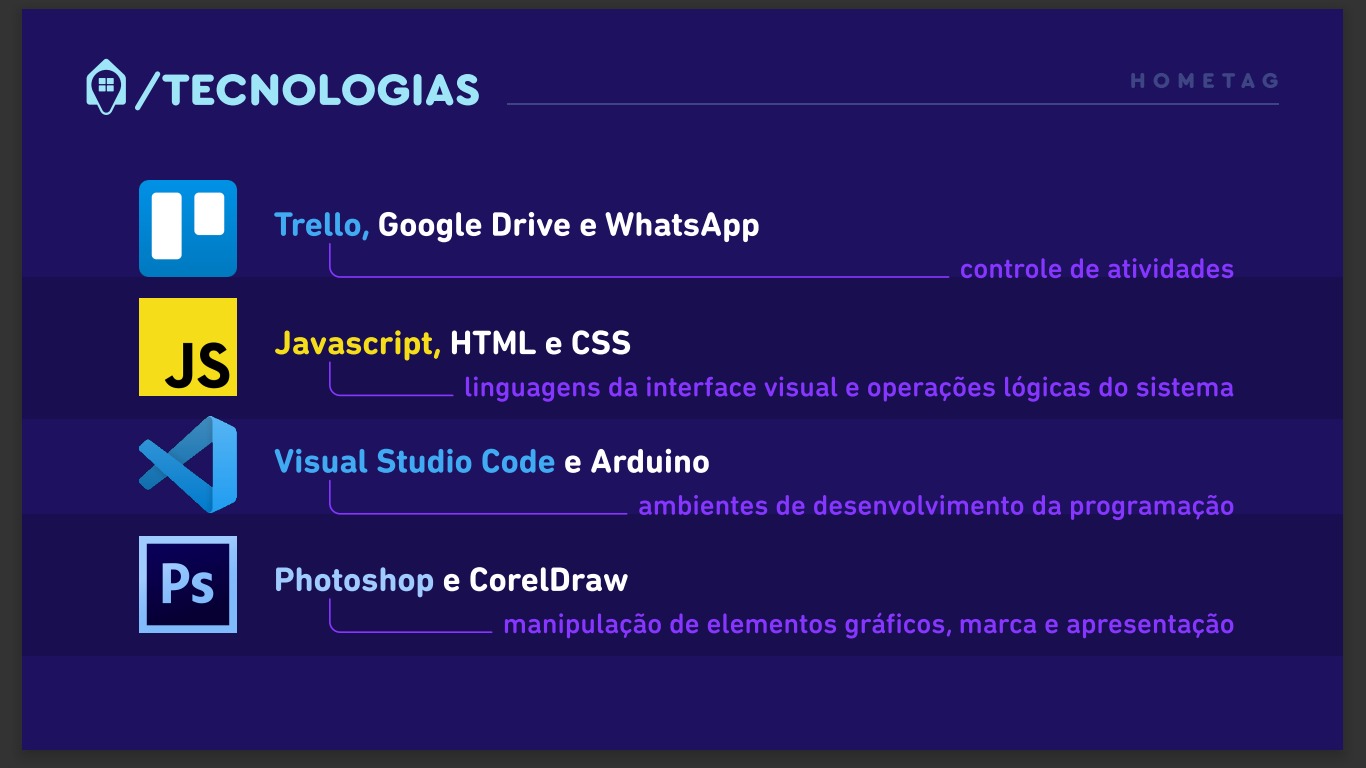 /TECNOLOGIAS
HOMETAG
Trello, Google Drive e WhatsApp
controle de atividades
JS
Javascript, HTML e CSS
linguagens da interface visual e operações lógicas do sistema
Visual Studio Code e Arduino
ambientes de desenvolvimento da programação
Ps
Photoshop e CorelDraw
manipulação de elementos gráficos, marca e apresentação